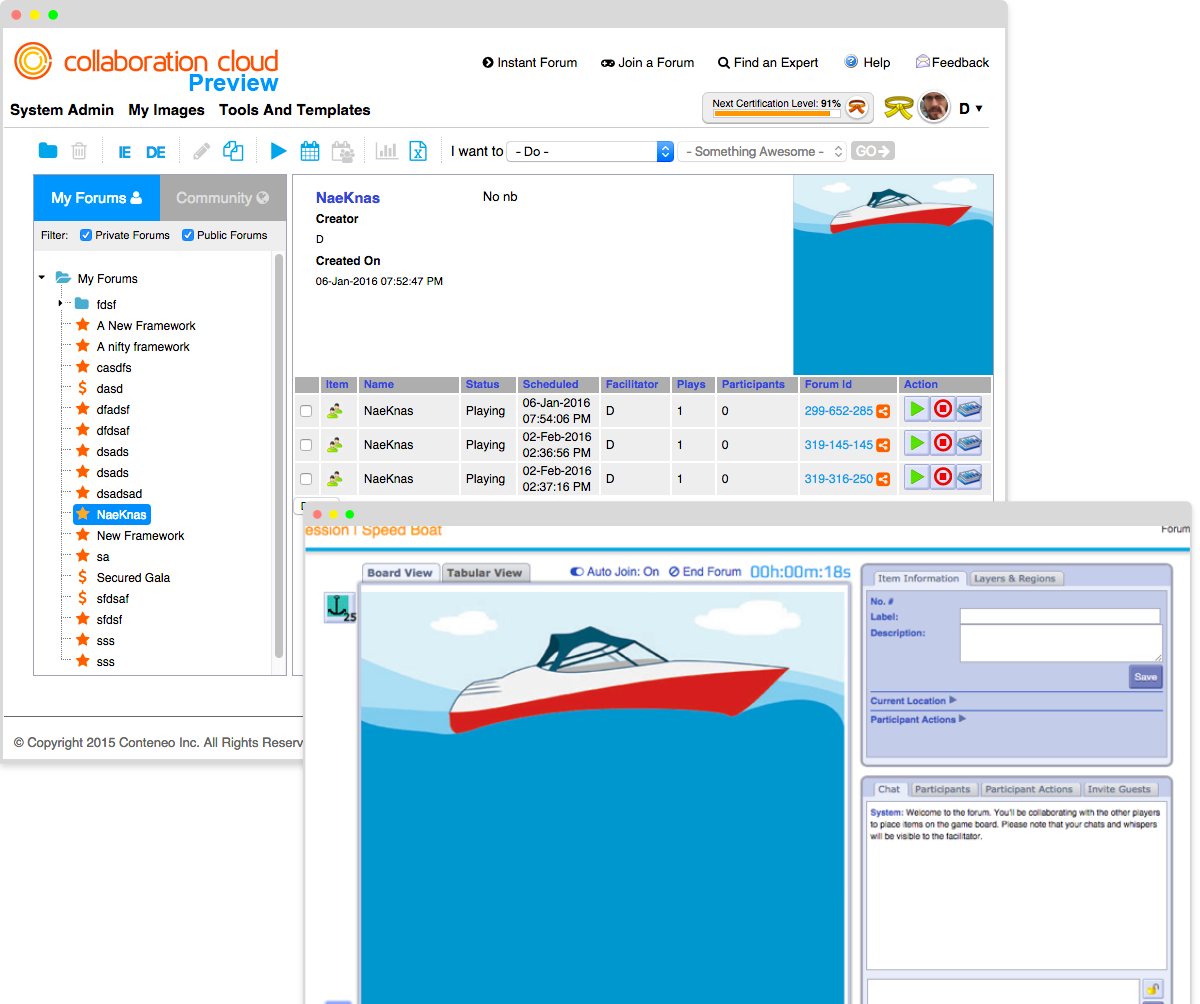 collaboration cloud
Preview
Instant Forum Join a Forum Find an Expert Help Feedback
System Admin My Images Tools And Templates
Next Certification Level: 91%
D ▼
IE DE
I want to - Do - - Something Awesome - GO
My Forums Community
Filter: Private Forums Public Forums
My Forums
fdsf
A New Framework
A nifty framework
casdfs
dasd
dfadsf
dfdsaf
dsads
dsads
dsadsad
NaeKnas
New Framework
sa
Secured Gala
sfdsaf
sfdsf
sss
sss
NaeKnas No nb
Creator
D
Created On
06-Jan-2016 07:52:47 PM
Item Name Status Scheduled Facilitator Plays Participants Forum Id Action
NaeKnas Playing 06-Jan-2016 07:54:06 PM D 1 0 299-652-285
NaeKnas Playing 02-Feb-2016 02:36:56 PM D 1 0 319-145-145
NaeKnas Playing 02-Feb-2016 02:37:16 PM D 1 0 319-316-250
© Copyright 2015 Conteneo Inc. All Rights Reserv
ession | Speed Boat Forum
Board View Tabular View Auto Join: On End Forum 00h:00m:18s
25
Item Information Layers & Regions
No. #
Label:
Description:
Save
Current Location
Participant Actions
Chat Participants Participant Actions Invite Guests
System: Welcome to the forum. You'll be collaborating with the other players
to place items on the game board. Please note that your chats and whispers
will be visible to the facilitator.